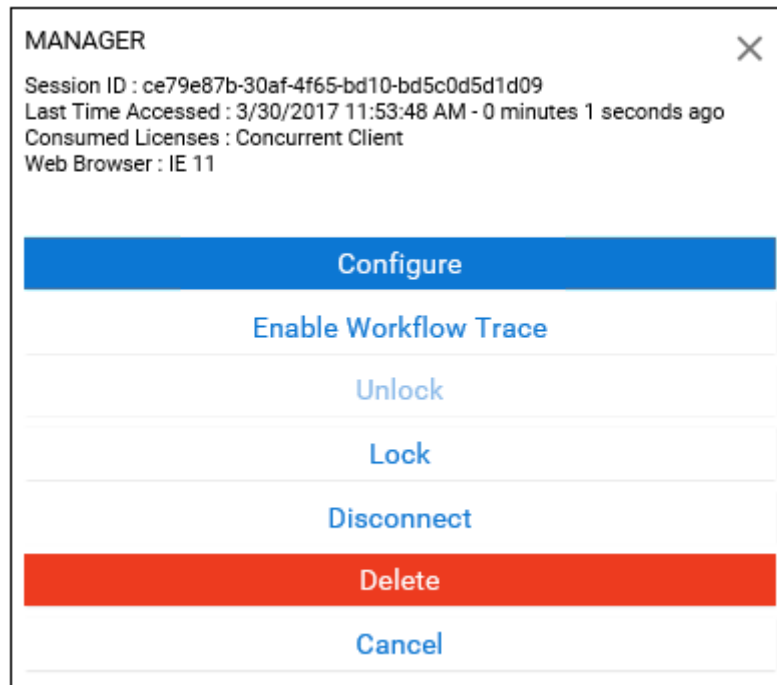 MANAGER
Session ID : ce79e87b-30af-4f65-bd10-bd5c0d5d1d09
Last Time Accessed : 3/30/2017 11:53:48 AM - 0 minutes 1 seconds ago
Consumed Licenses : Concurrent Client
Web Browser : IE 11
Configure
Enable Workflow Trace
Unlock
Lock
Disconnect
Delete
Cancel